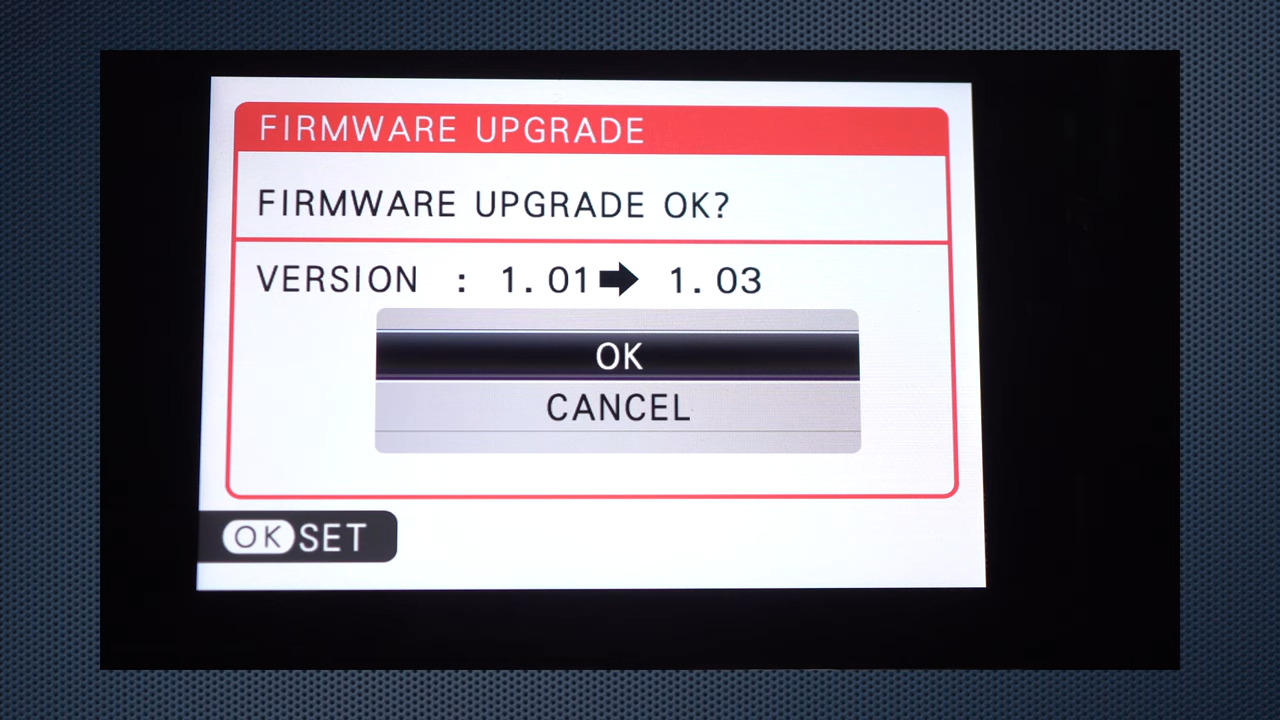 FIRMWARE UPGRADE
FIRMWARE UPGRADE OK?
VERSION : 1.01➡ 1.03
OK
CANCEL
OK SET